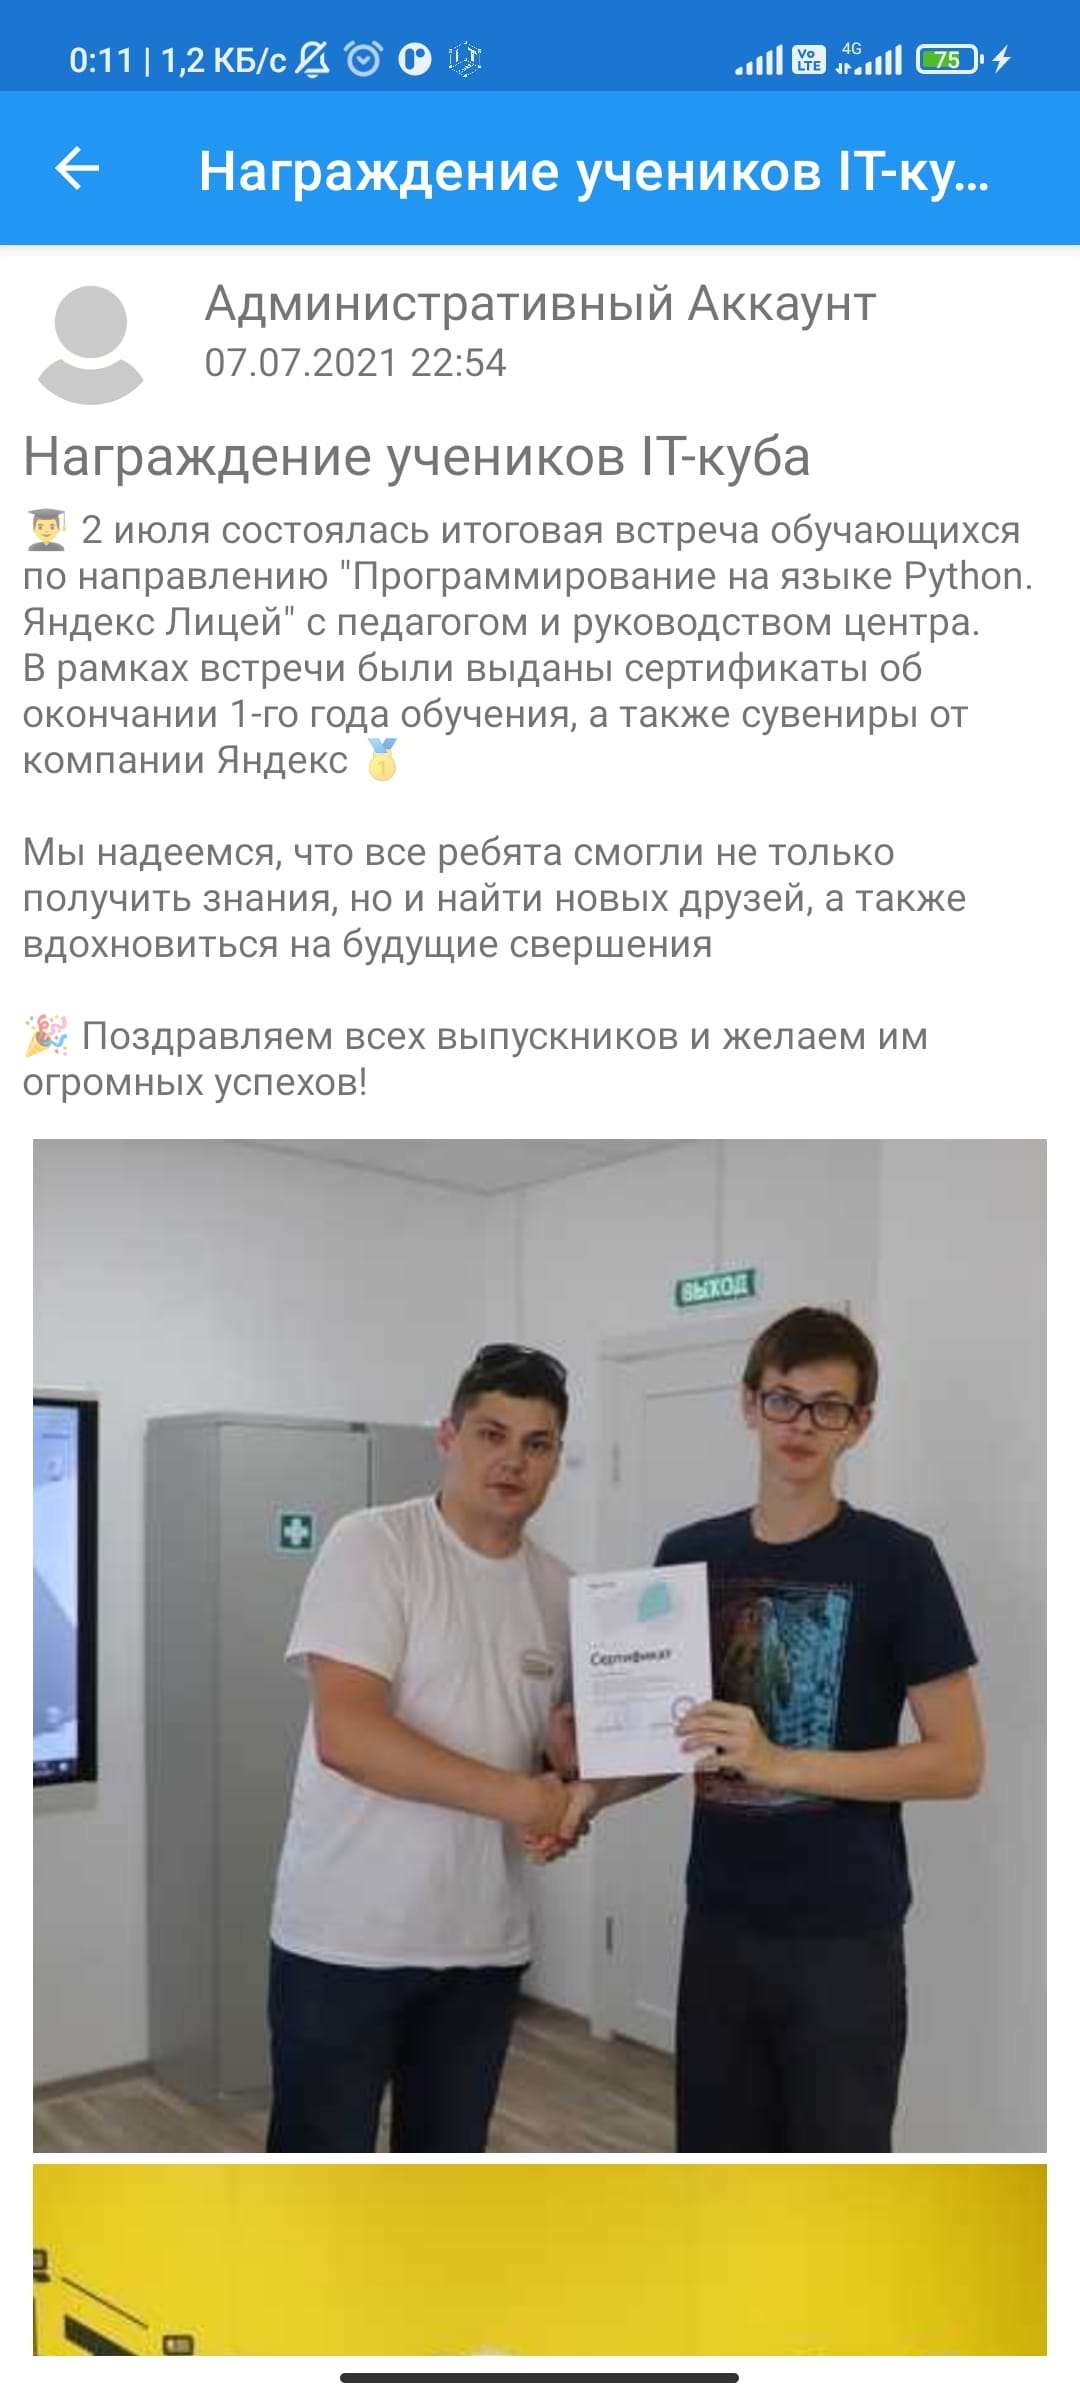 0:11 | 1,2 КБ/с
Vo
LTE
4G
75
Награждение учеников IT-ку...
Административный Аккаунт
07.07.2021 22:54
Награждение учеников IT-куба
👨‍🎓 2 июля состоялась итоговая встреча обучающихся
по направлению "Программирование на языке Python.
Яндекс Лицей" с педагогом и руководством центра.
В рамках встречи были выданы сертификаты об
окончании 1-го года обучения, а также сувениры от
компании Яндекс 🥇
Мы надеемся, что все ребята смогли не только
получить знания, но и найти новых друзей, а также
вдохновиться на будущие свершения
🎉 Поздравляем всех выпускников и желаем им
огромных успехов!
ВЫХОД
Сертификат